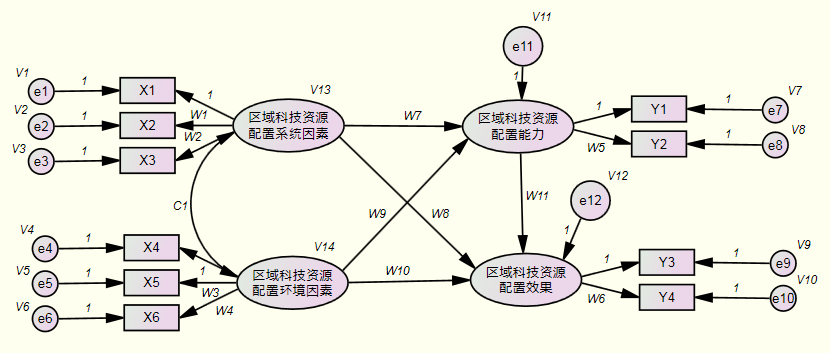 V11
e11
1
V1
e1
1
X1
1
V13
区域科技资源
配置系统因素
W7
区域科技资源
配置能力
1
Y1
1
V7
e7
V2
e2
1
X2
W1
W5
Y2
1
V8
e8
V3
e3
1
X3
W2
C1
W9
W8
W11
V12
e12
1
V4
e4
1
X4
V14
区域科技资源
配置环境因素
W10
区域科技资源
配置效果
1
Y3
1
V9
e9
V5
e5
1
X5
1
W3
W6
Y4
1
V10
e10
V6
e6
1
X6
W4